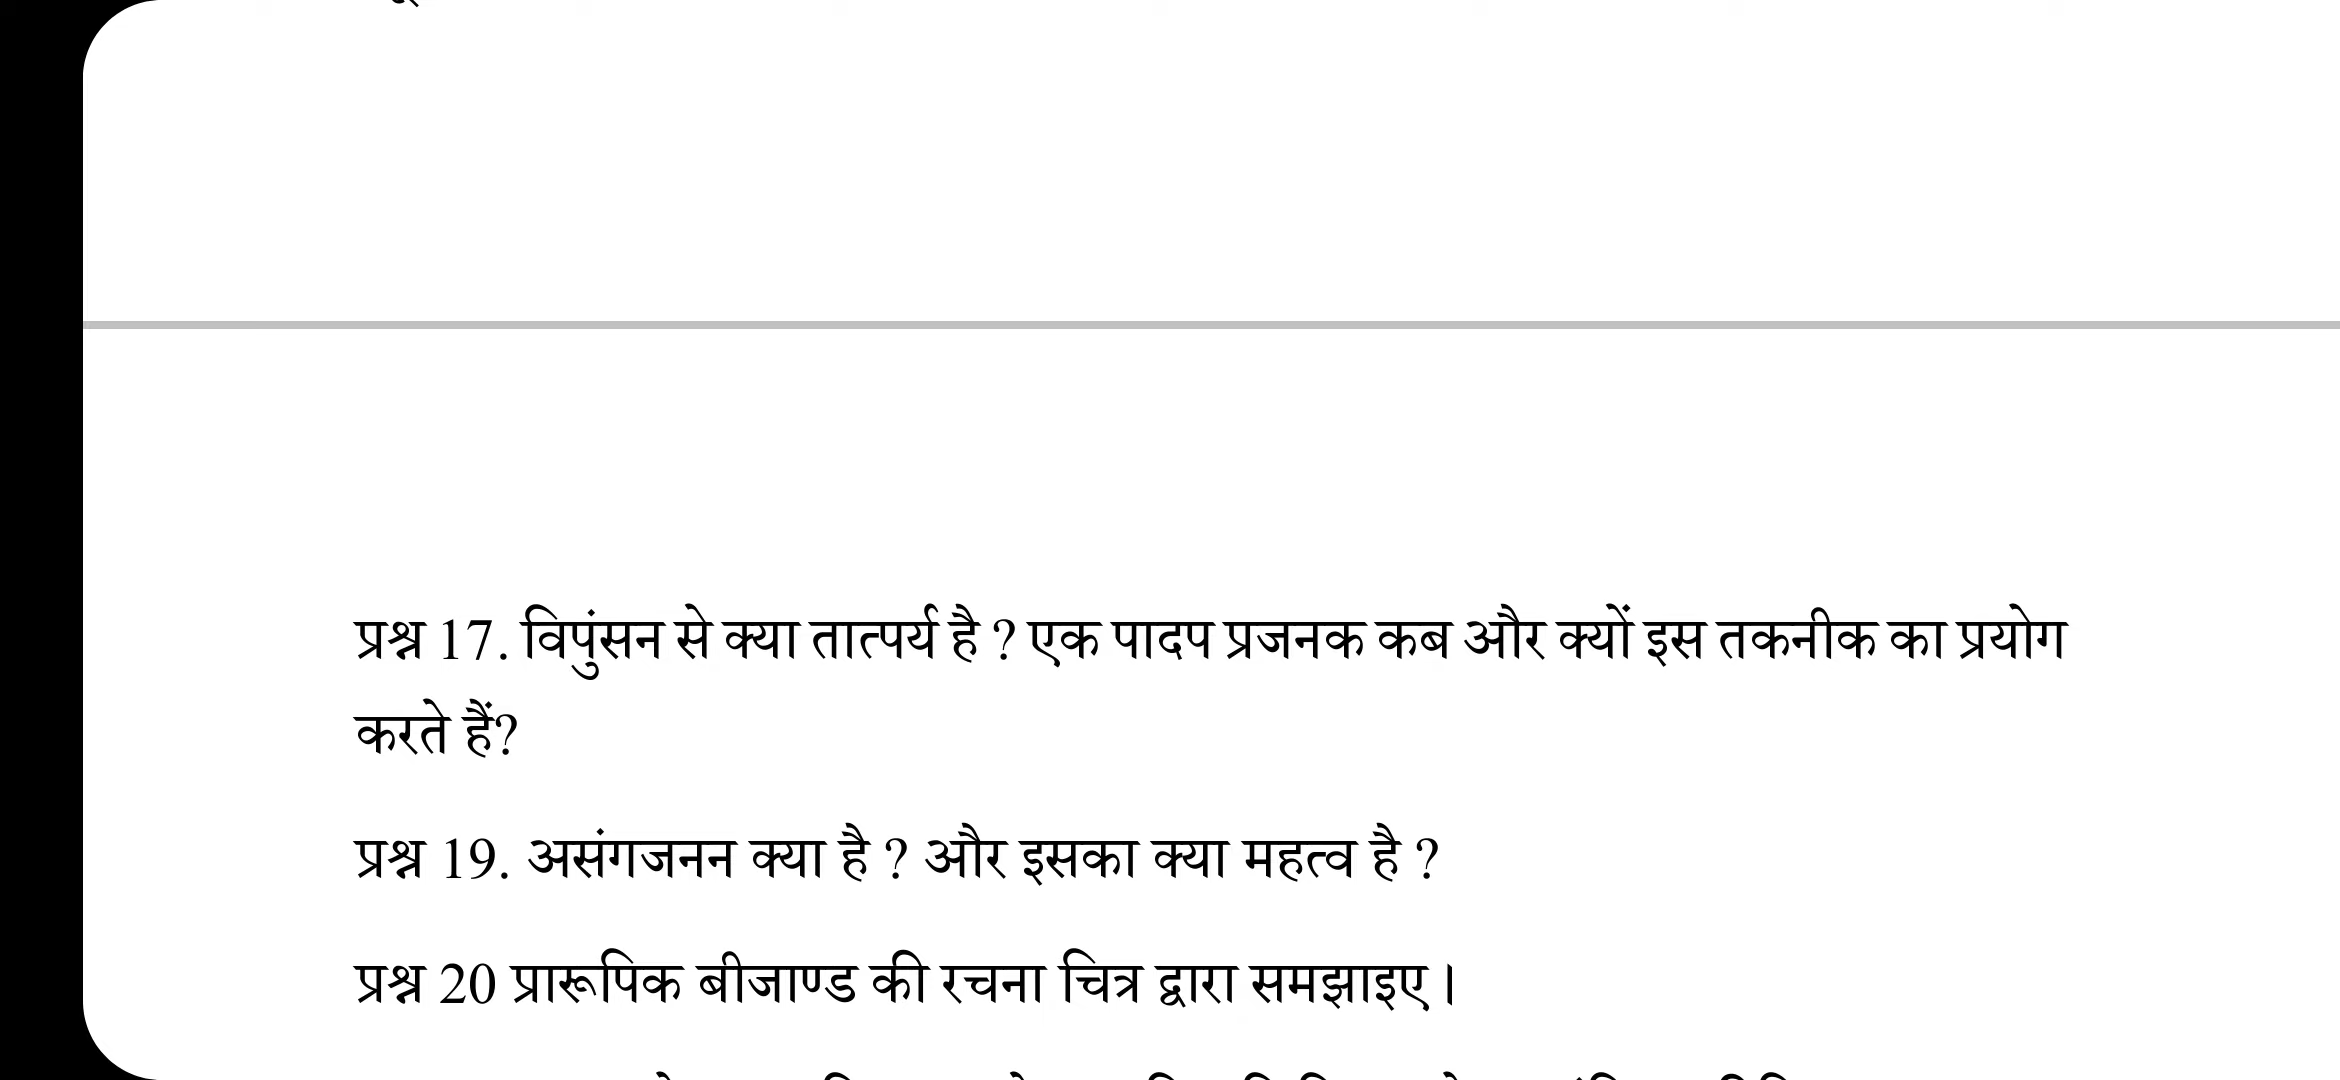 प्रश्न 17. विपुंसन से क्या तात्पर्य है ? एक पादप प्रजनक कब और क्यों इस तकनीक का प्रयोग
करते हैं?
प्रश्न 19. असंगजनन क्या है ? और इसका क्या महत्व है ?
प्रश्न 20 प्रारूपिक बीजाण्ड की रचना चित्र द्वारा समझाइए।